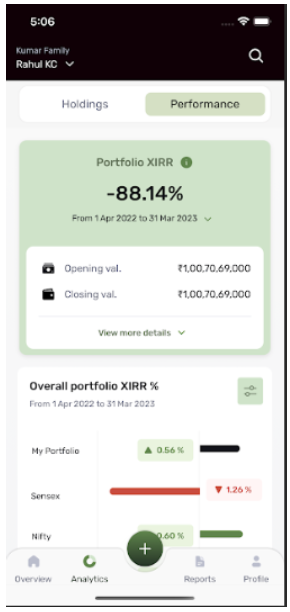 5:06
Kumar Family
Rahul KC
Holdings
Performance
Portfolio XIRR
-88.14%
From 1 Apr 2022 to 31 Mar 2023
Opening val. ₹1,00,70,69,000
Closing val. ₹1,00,70,69,000
View more details
Overall portfolio XIRR %
From 1 Apr 2022 to 31 Mar 2023
My Portfolio ▲ 0.56 %
Sensex ▼ 1.26 %
Nifty 0.60 %
+
Overview Analytics Reports Profile